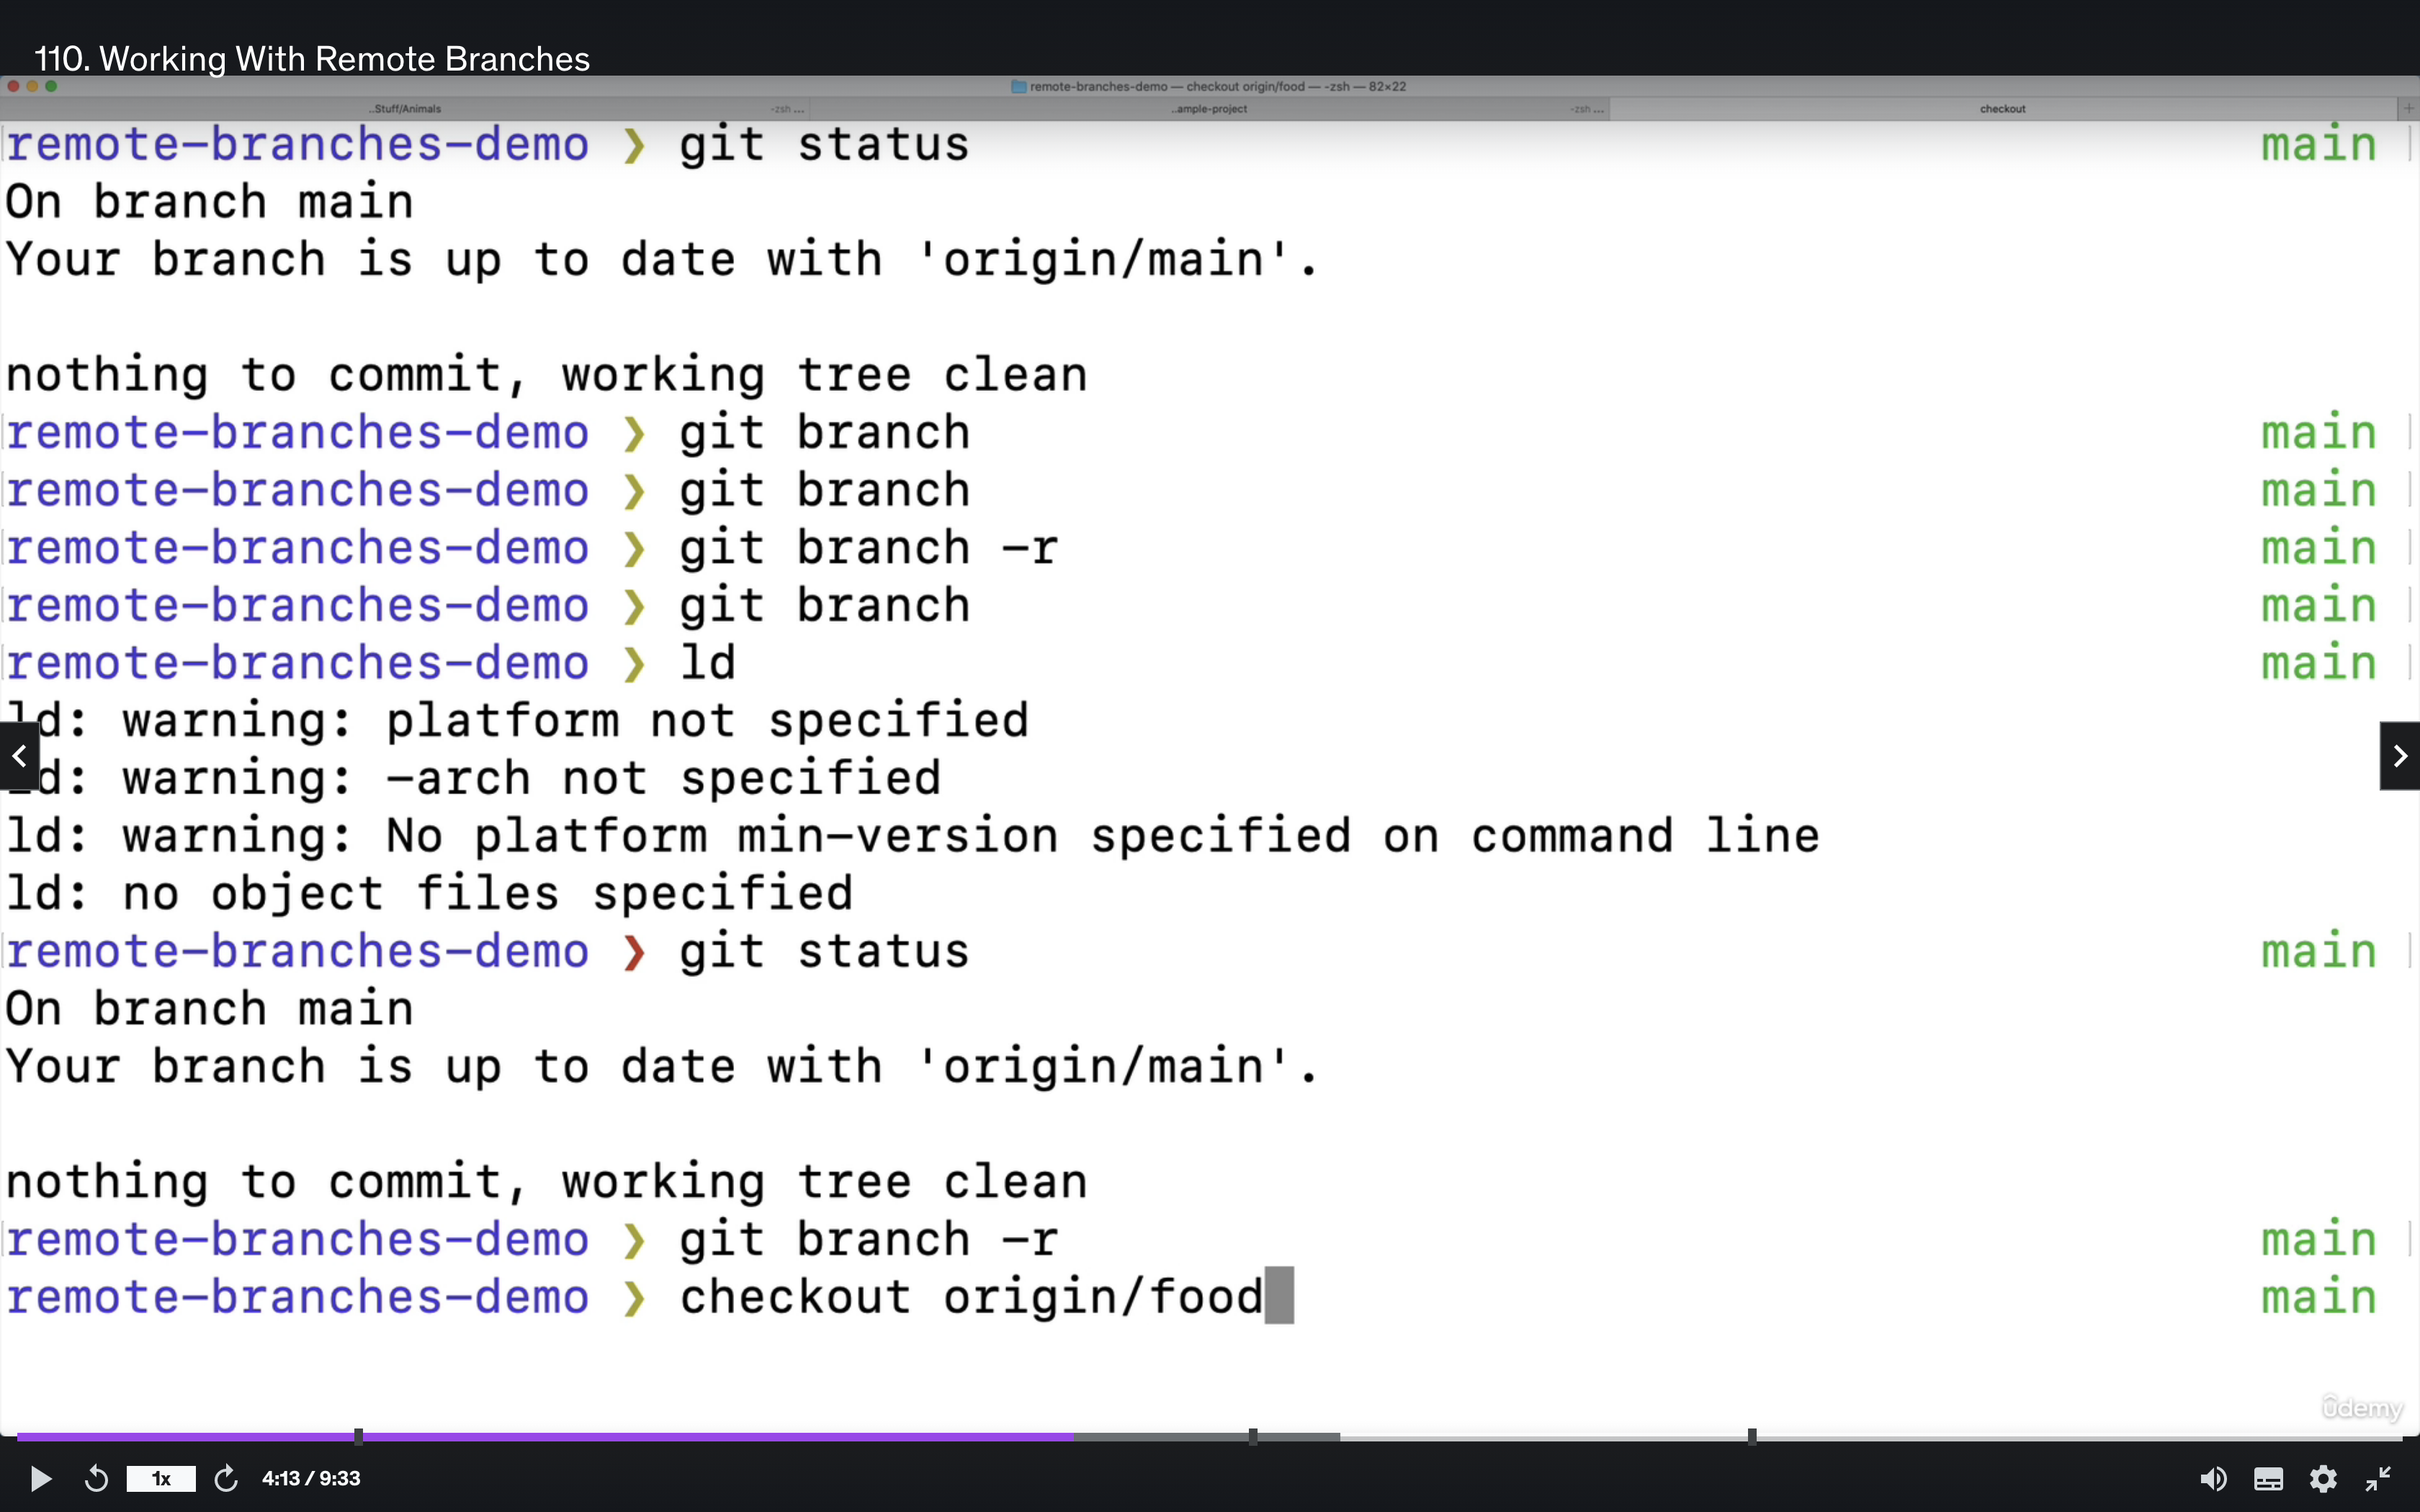 110. Working With Remote Branches
remote-branches-demo — checkout origin/food — -zsh — 82×22
..Stuff/Animals -zsh ... ..ample-project -zsh ... checkout +
remote-branches-demo ❯ git status main
On branch main
Your branch is up to date with 'origin/main'.
nothing to commit, working tree clean
remote-branches-demo ❯ git branch main
remote-branches-demo ❯ git branch main
remote-branches-demo ❯ git branch -r main
remote-branches-demo ❯ git branch main
remote-branches-demo ❯ ld main
ld: warning: platform not specified
ld: warning: -arch not specified
ld: warning: No platform min-version specified on command line
ld: no object files specified
remote-branches-demo ❯ git status main
On branch main
Your branch is up to date with 'origin/main'.
nothing to commit, working tree clean
remote-branches-demo ❯ git branch -r main
remote-branches-demo ❯ checkout origin/food main
udemy
1x 4:13 / 9:33